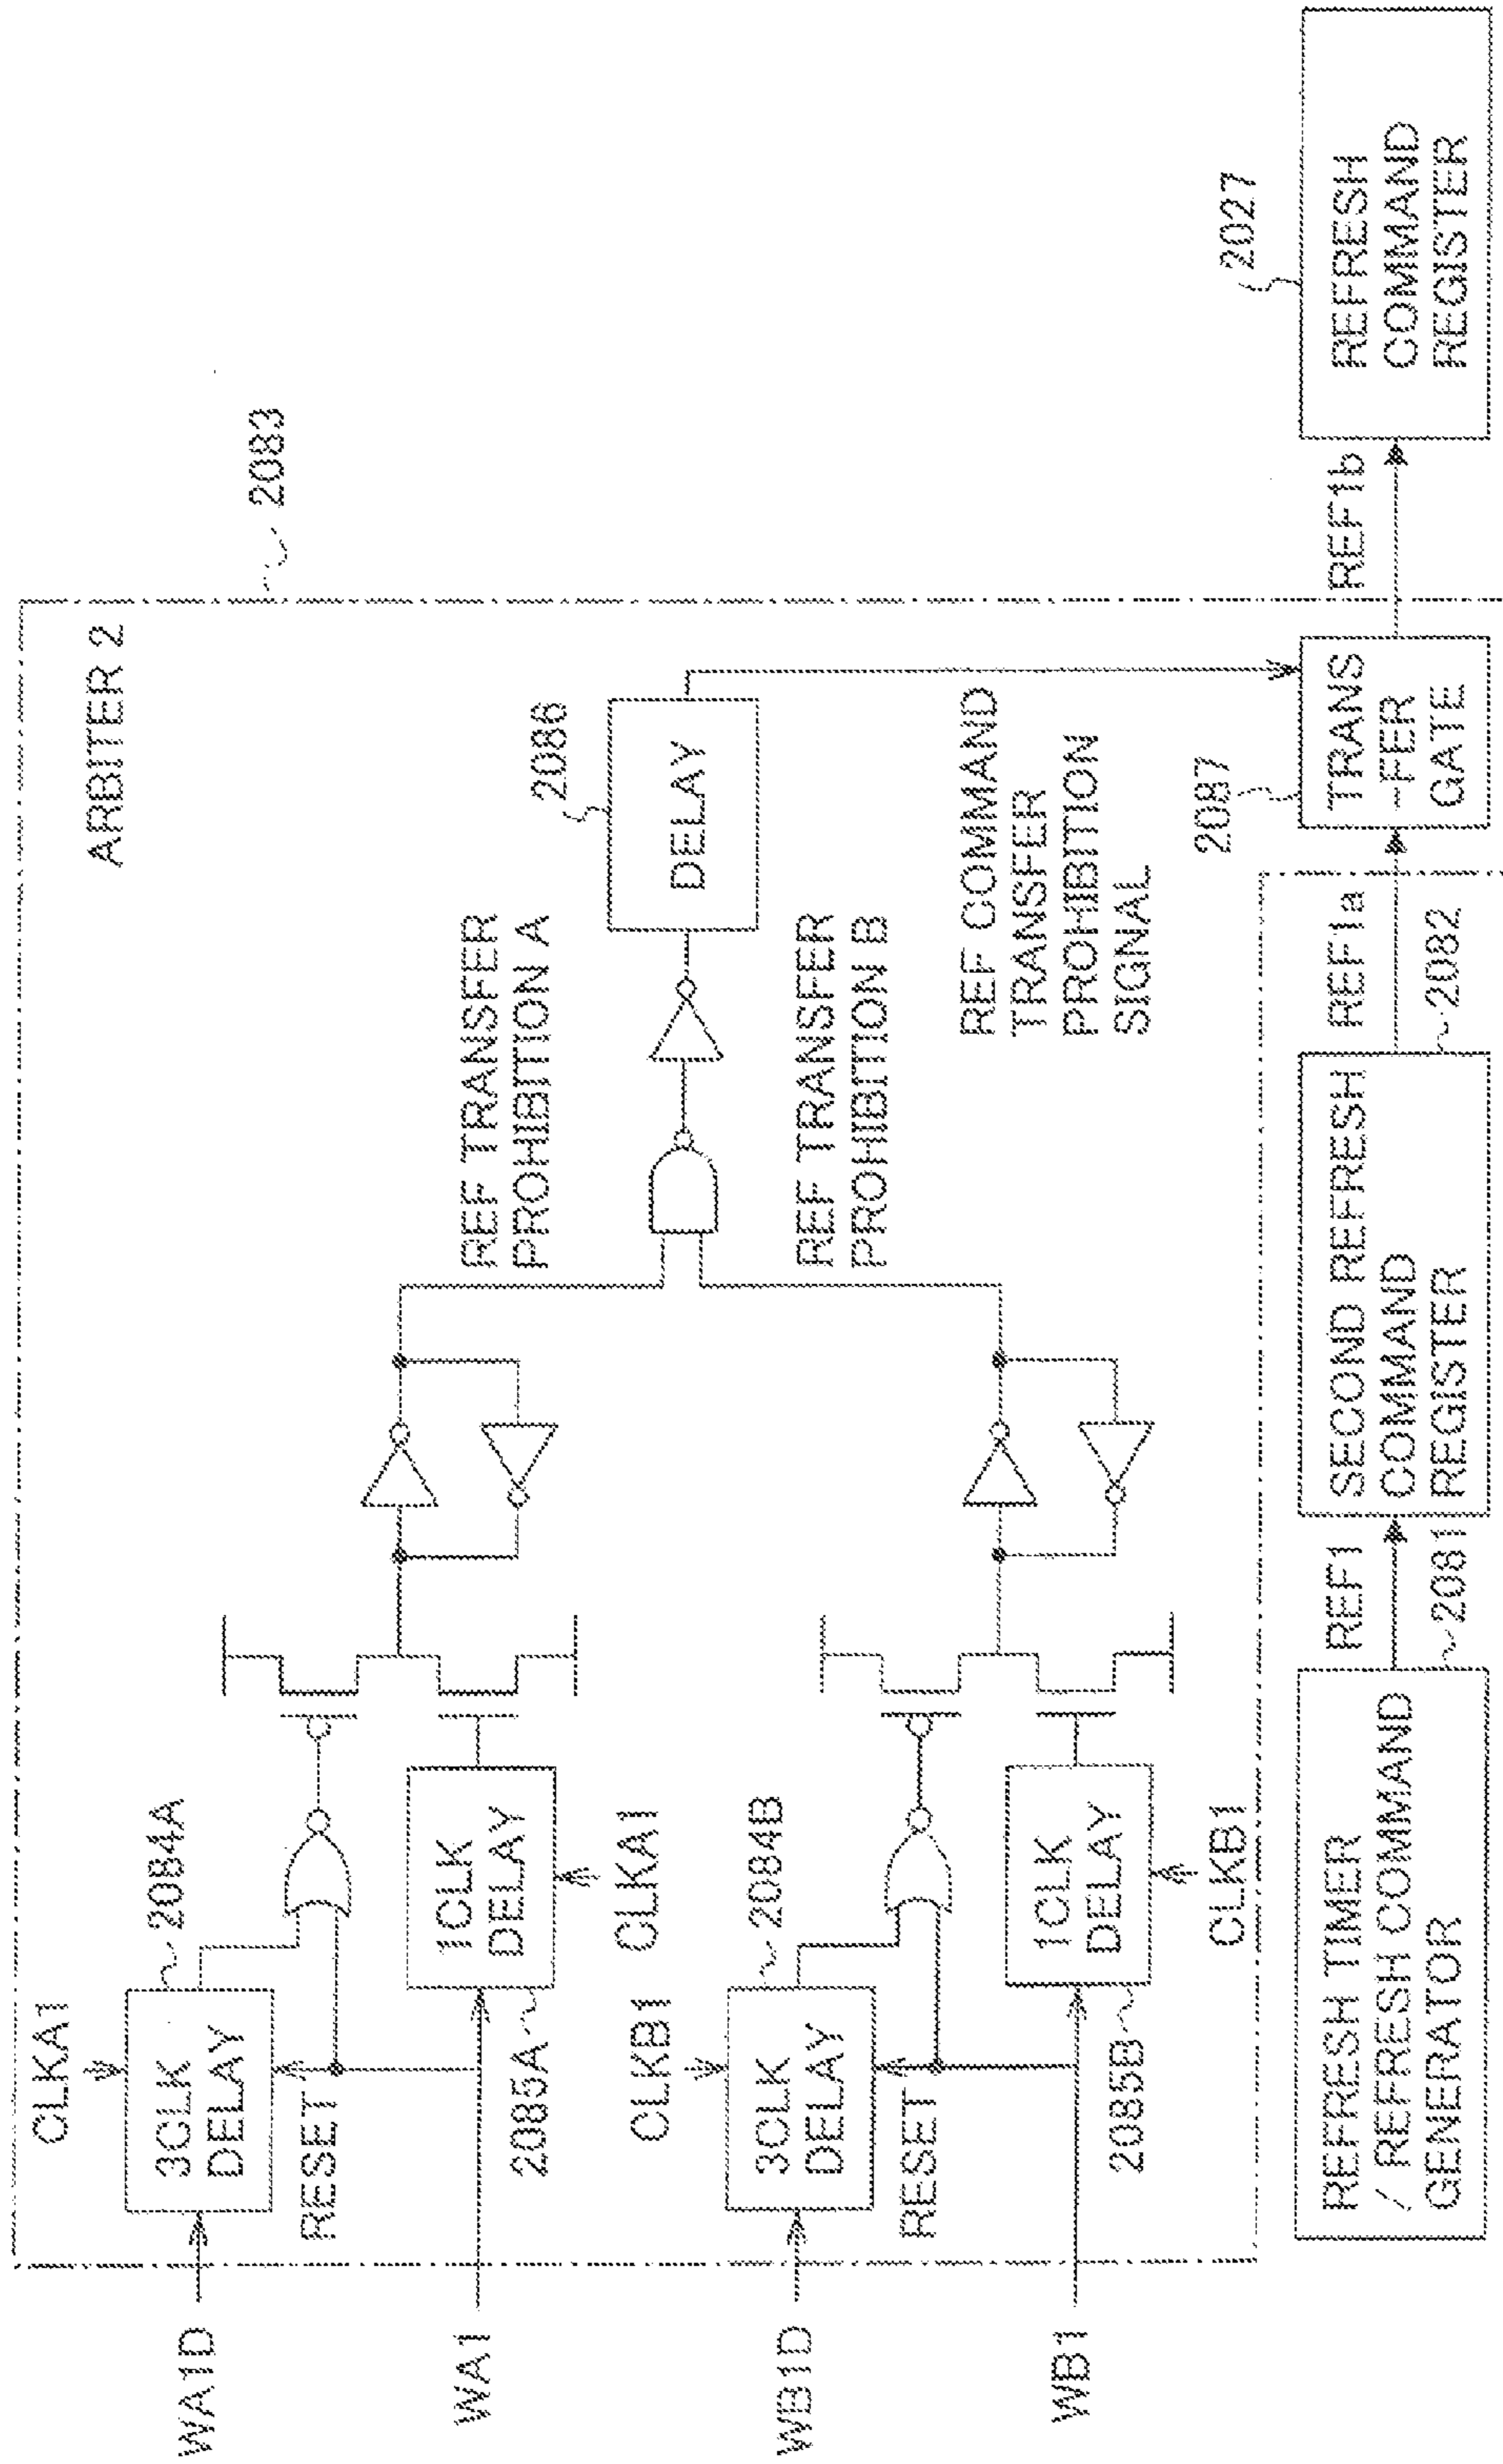 ARBITER 2
2083
CLKA1
WA1D
3CLK
DELAY
2084A
RESET
WA1
1CLK
DELAY
2085A
CLKA1
REF TRANSFER
PROHIBITION A
2086
DELAY
CLKB1
WB1D
3CLK
DELAY
2084B
RESET
WB1
1CLK
DELAY
2085B
CLKB1
REF TRANSFER
PROHIBITION B
REF COMMAND
TRANSFER
PROHIBITION
SIGNAL
REFRESH TIMER
/ REFRESH COMMAND
GENERATOR
2081
REF1
SECOND REFRESH
COMMAND
REGISTER
2082
REF1a
2087
TRANS
-FER
GATE
REF1b
2027
REFRESH
COMMAND
REGISTER